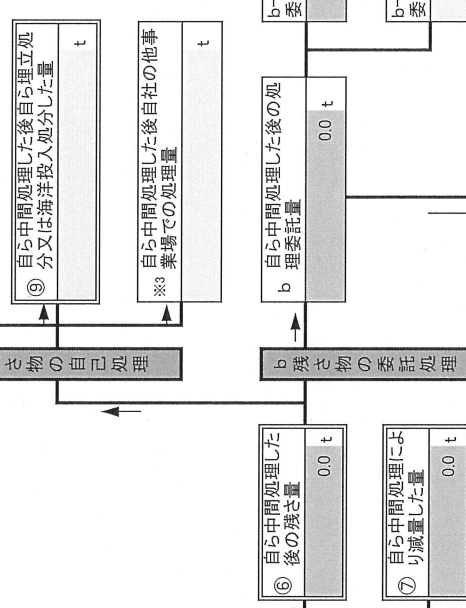 ⑨ 自ら中間処理した後自ら埋立処
分又は海洋投入処分した量
t
※3 自ら中間処理した後自社の他事
業場での処理量
t
b 自ら中間処理した後の処
理委託量
0.0 t
さ物の自己処理
b 残さ物の委託処理
⑥ 自ら中間処理した
後の残さ量
0.0 t
⑦ 自ら中間処理によ
り減量した量
0.0 t
b-
委
b-
委